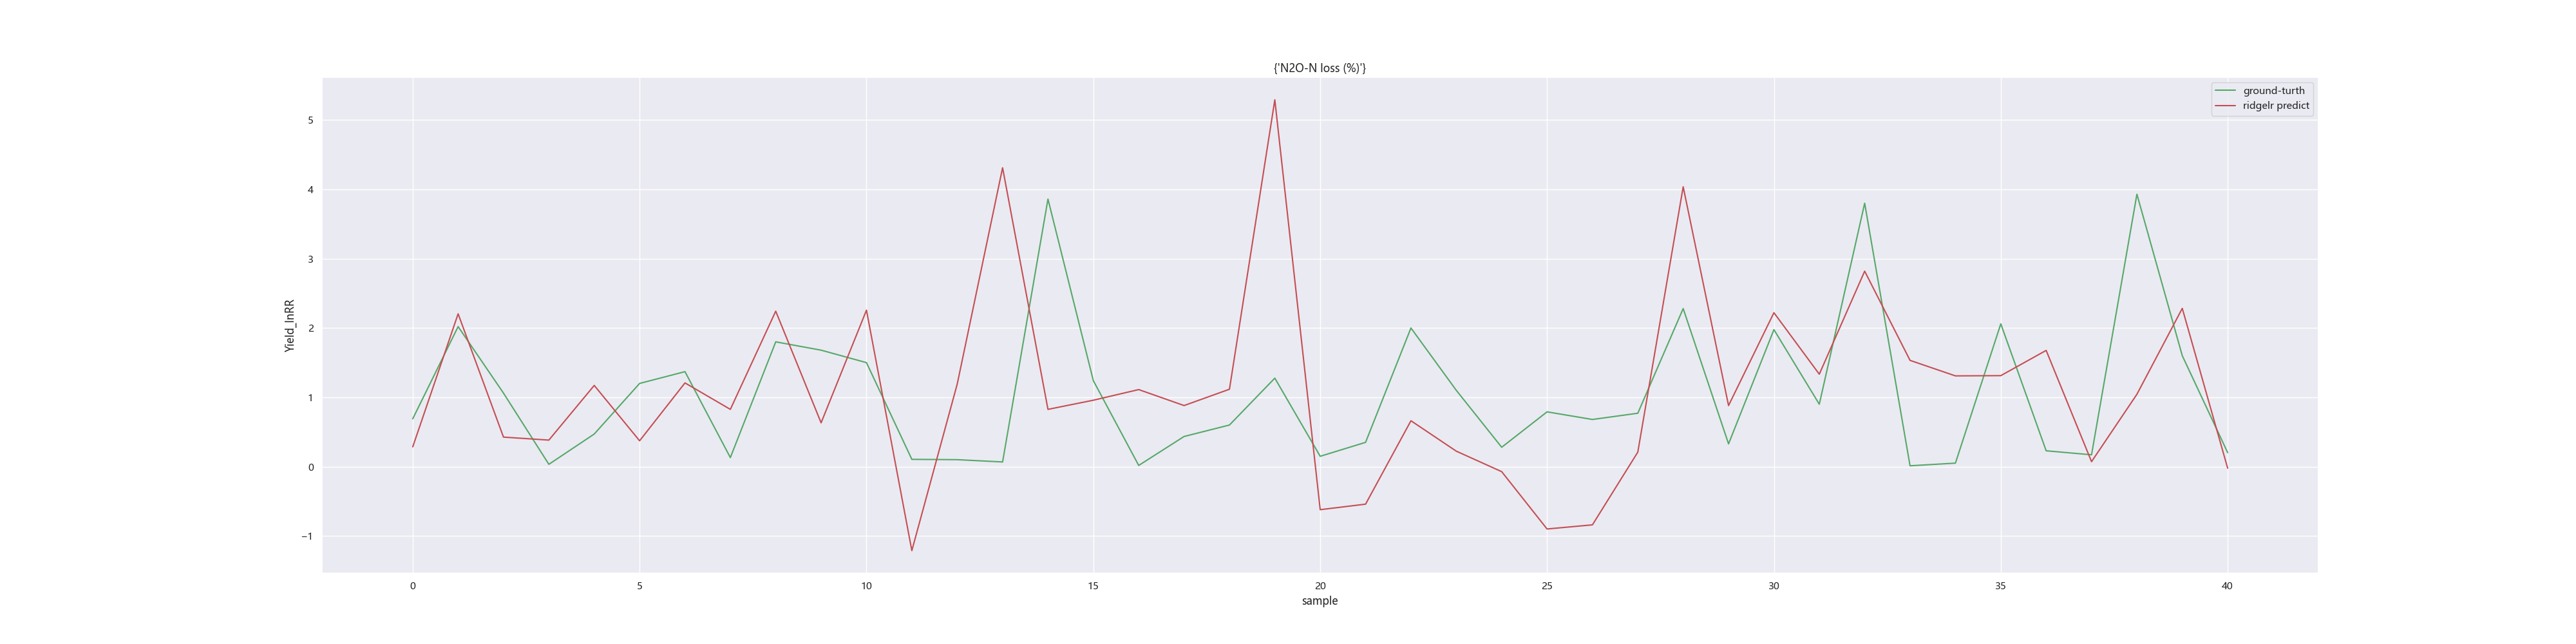 {'N2O-N loss (%)'}
ground-turth
ridgelr predict
5
4
3
2
1
0
−1
Yield_lnRR
0 5 10 15 20 25 30 35 40
sample